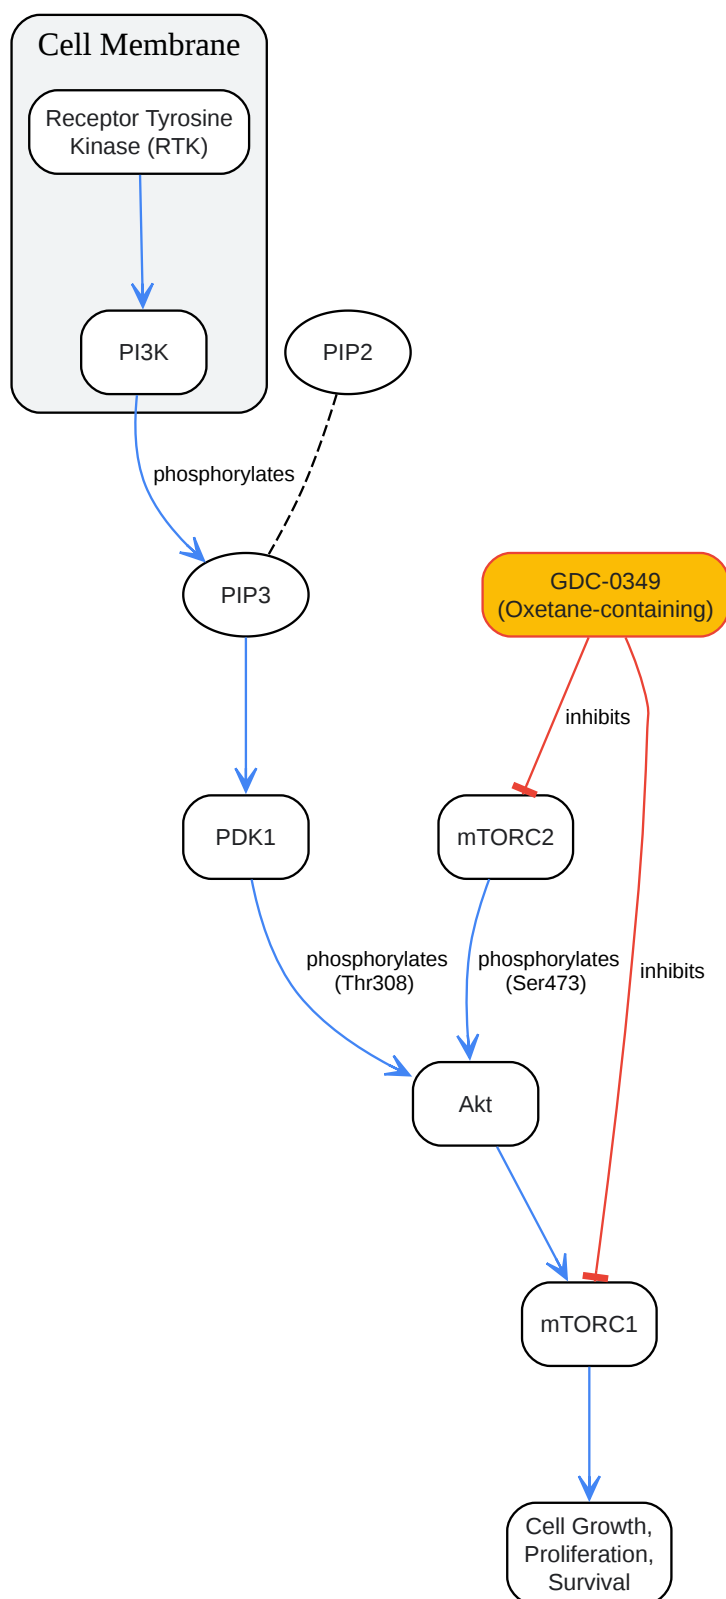 Cell Membrane
Receptor Tyrosine
Kinase (RTK)
PI3K
PIP2
phosphorylates
PIP3
GDC-0349
(Oxetane-containing)
inhibits
PDK1
mTORC2
phosphorylates
(Thr308)
phosphorylates
(Ser473)
inhibits
Akt
mTORC1
Cell Growth,
Proliferation,
Survival